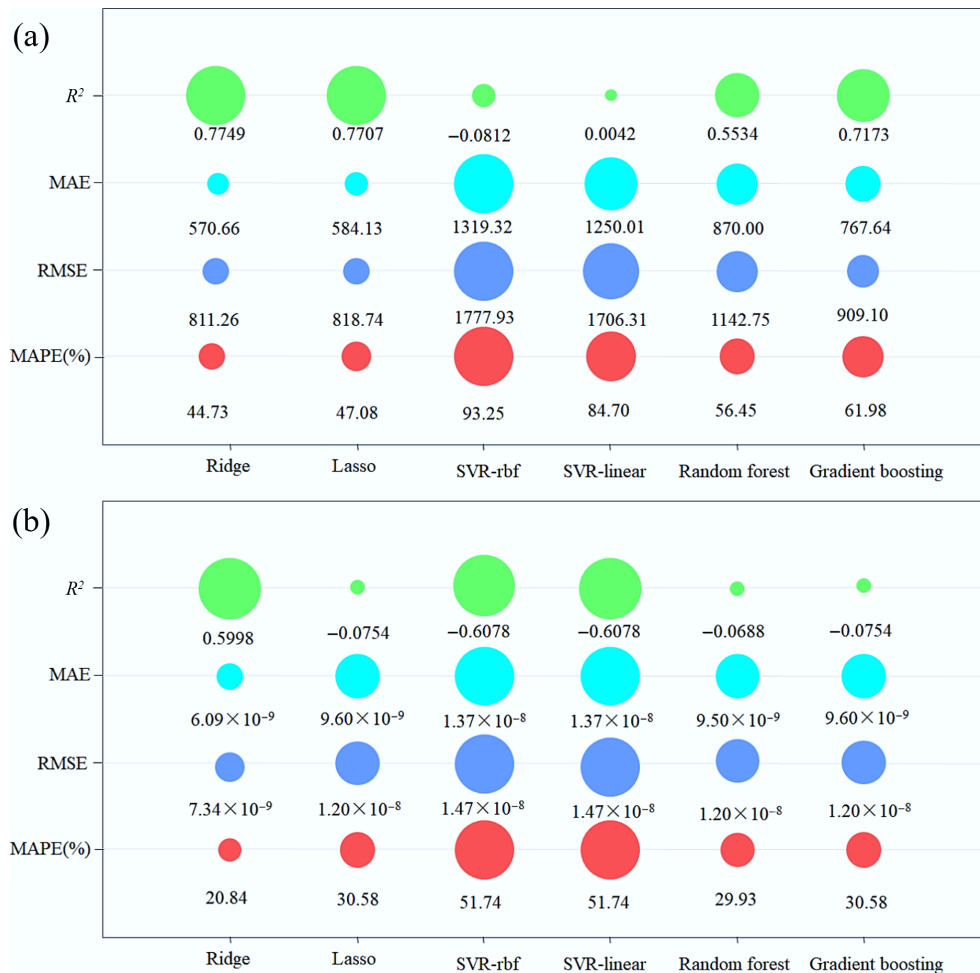 (a)
R²
0.7749 0.7707 −0.0812 0.0042 0.5534 0.7173
MAE
570.66 584.13 1319.32 1250.01 870.00 767.64
RMSE
811.26 818.74 1777.93 1706.31 1142.75 909.10
MAPE(%)
44.73 47.08 93.25 84.70 56.45 61.98
Ridge Lasso SVR-rbf SVR-linear Random forest Gradient boosting
(b)
R²
0.5998 −0.0754 −0.6078 −0.6078 −0.0688 −0.0754
MAE
6.09×10⁻⁹ 9.60×10⁻⁹ 1.37×10⁻⁸ 1.37×10⁻⁸ 9.50×10⁻⁹ 9.60×10⁻⁹
RMSE
7.34×10⁻⁹ 1.20×10⁻⁸ 1.47×10⁻⁸ 1.47×10⁻⁸ 1.20×10⁻⁸ 1.20×10⁻⁸
MAPE(%)
20.84 30.58 51.74 51.74 29.93 30.58
Ridge Lasso SVR-rbf SVR-linear Random forest Gradient boosting